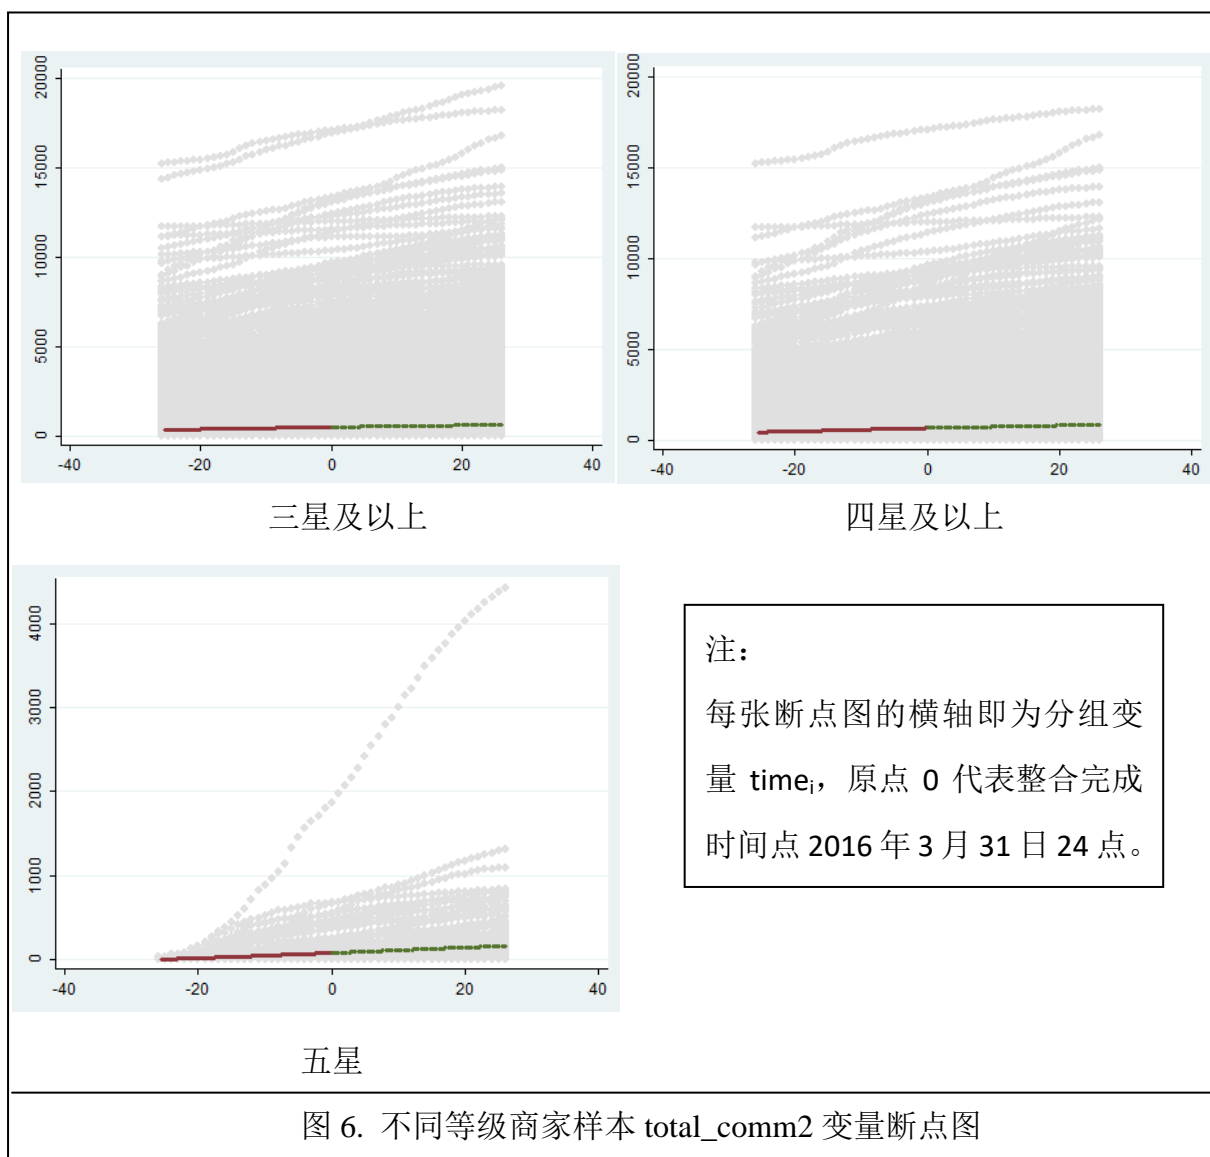 20000
15000
10000
5000
0
-40 -20 0 20 40
三星及以上
20000
15000
10000
5000
0
-40 -20 0 20 40
四星及以上
4000
3000
2000
1000
0
-40 -20 0 20 40
五星
注：
每张断点图的横轴即为分组变
量 timeᵢ，原点 0 代表整合完成
时间点 2016 年 3 月 31 日 24 点。
图 6. 不同等级商家样本 total_comm2 变量断点图